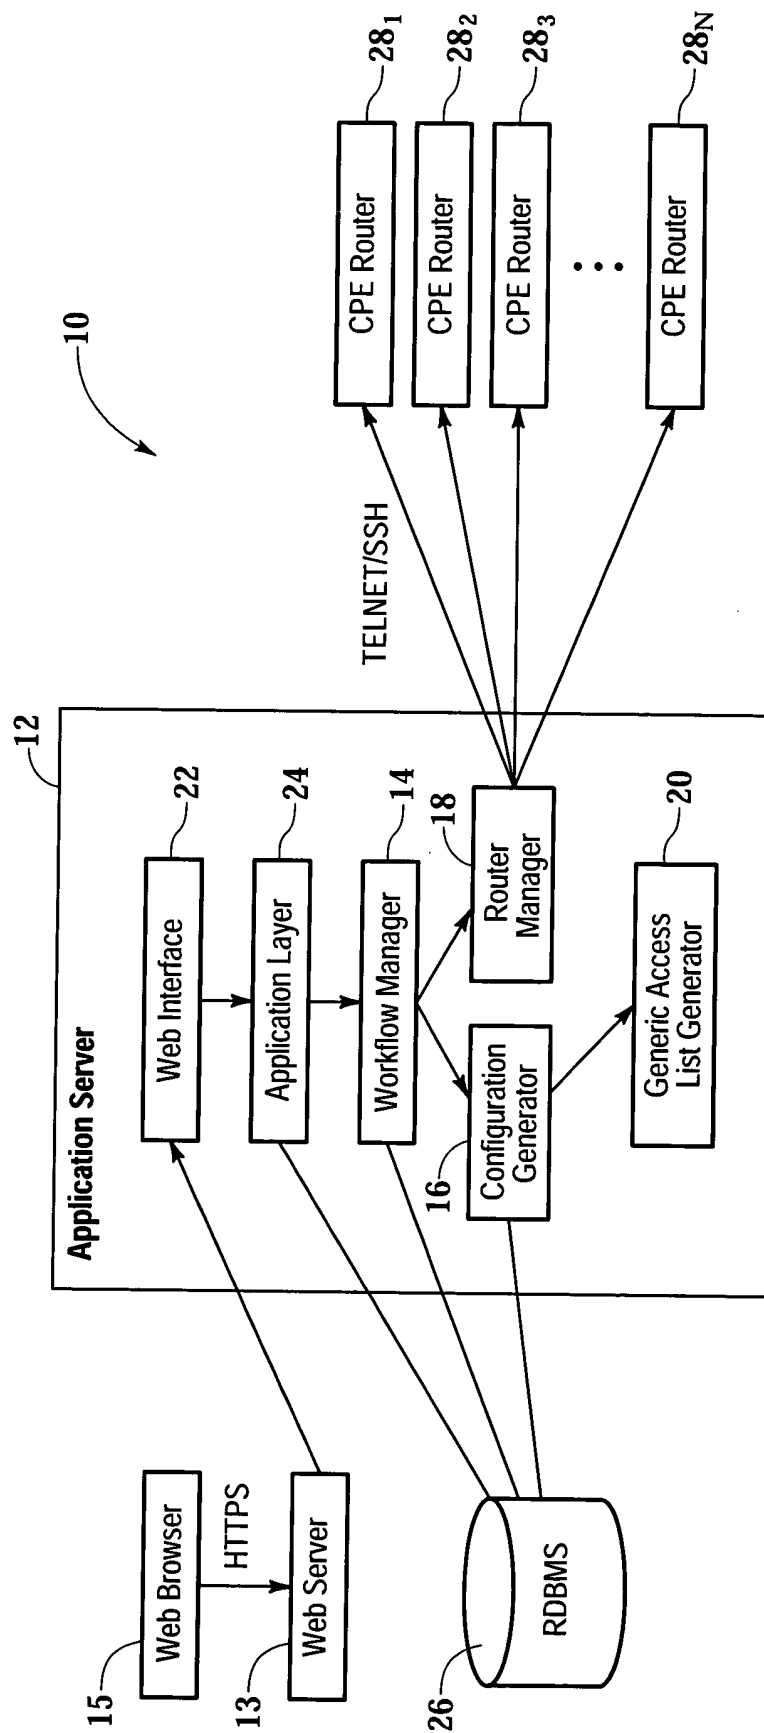 10
12
Application Server
15
Web Browser
HTTPS
13
Web Server
26
RDBMS
22
Web Interface
24
Application Layer
14
Workflow Manager
16
Configuration
Generator
18
Router
Manager
20
Generic Access
List Generator
TELNET/SSH
CPE Router
28₁
CPE Router
28₂
CPE Router
28₃
• • •
CPE Router
28N